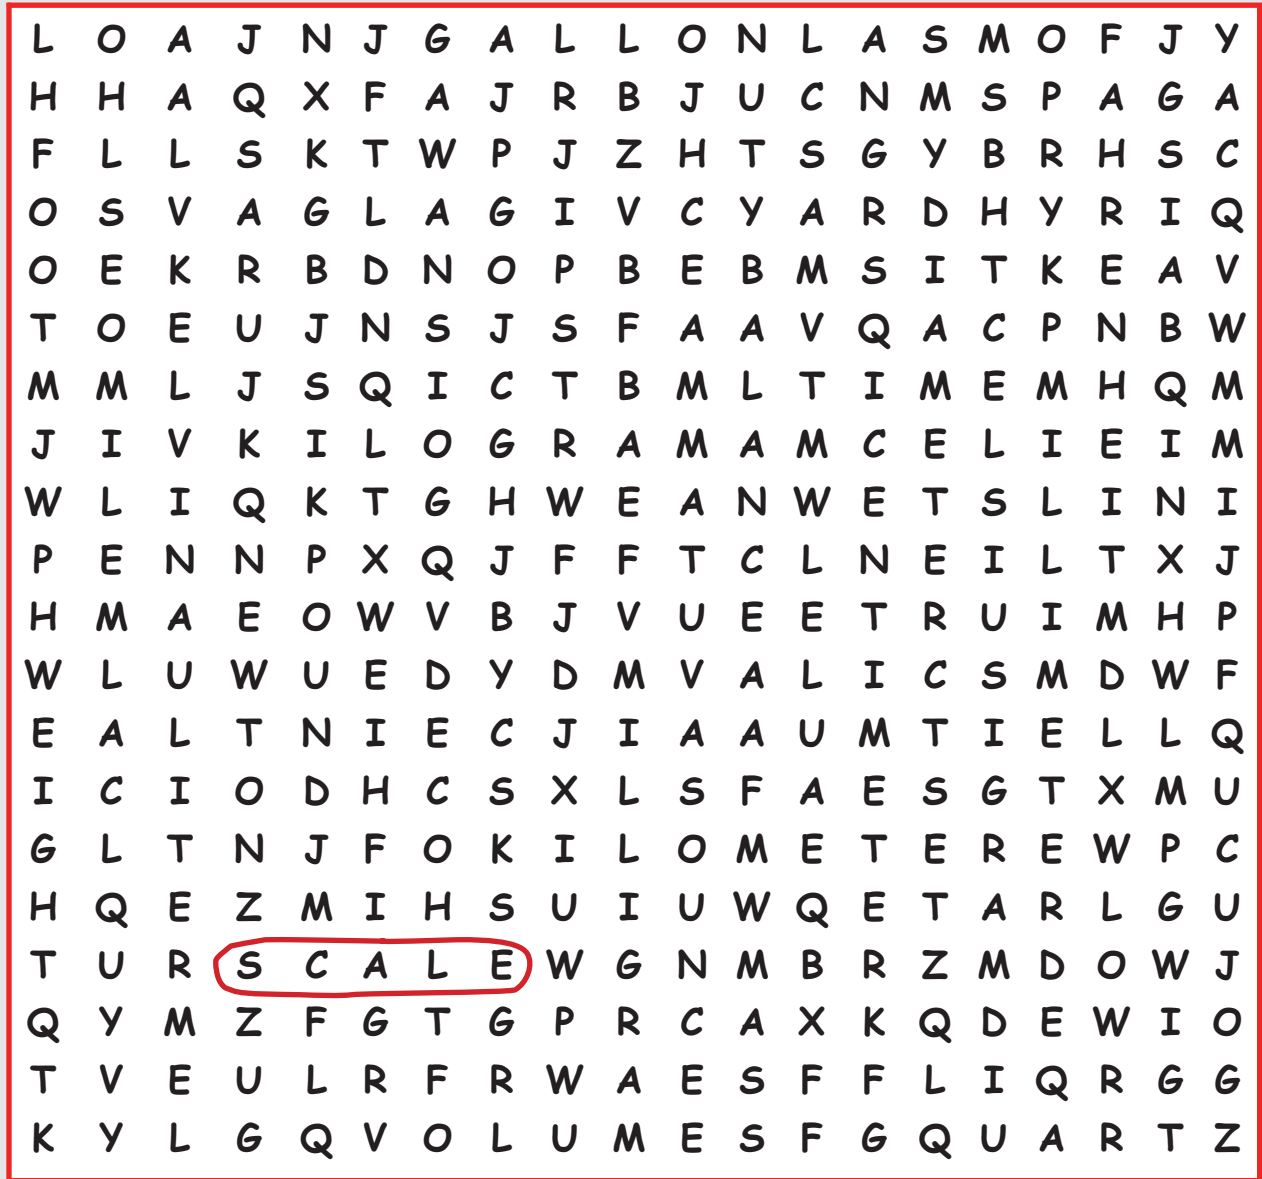 L O A J N J G A L L O N L A S M O F J Y
H H A Q X F A J R B J U C N M S P A G A
F L L S K T W P J Z H T S G Y B R H S C
O S V A G L A G I V C Y A R D H Y R I Q
O E K R B D N O P B E B M S I T K E A V
T O E U J N S J S F A A V Q A C P N B W
M M L J S Q I C T B M L T I M E M H Q M
J I V K I L O G R A M A M C E L I E I M
W L I Q K T G H W E A N W E T S L I N I
P E N N P X Q J F F T C L N E I L T X J
H M A E O W V B J V U E E T R U I M H P
W L U W U E D Y D M V A L I C S M D W F
E A L T N I E C J I A A U M T I E L L Q
I C I O D H C S X L S F A E S G T X M U
G L T N J F O K I L O M E T E R E W P C
H Q E Z M I H S U I U W Q E T A R L G U
T U R S C A L E W G N M B R Z M D O W J
Q Y M Z F G T G P R C A X K Q D E W I O
T V E U L R F R W A E S F F L I Q R G G
K Y L G Q V O L U M E S F G Q U A R T Z